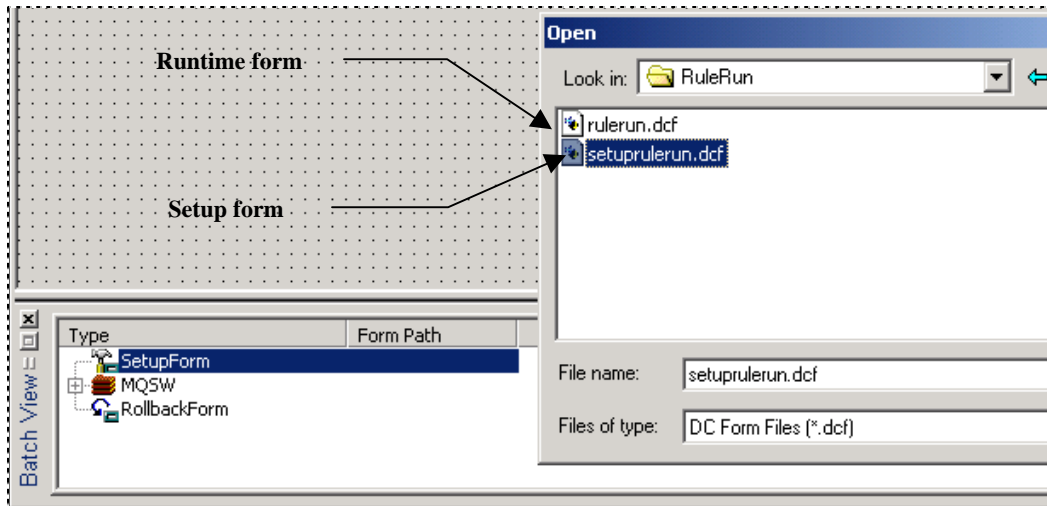 Open
Runtime form
Look in: RuleRun
rulerun.dcf
setuprulerun.dcf
Setup form
Type Form Path
SetupForm
MQSW
RollbackForm
Batch View
File name: setuprulerun.dcf
Files of type: DC Form Files (*.dcf)